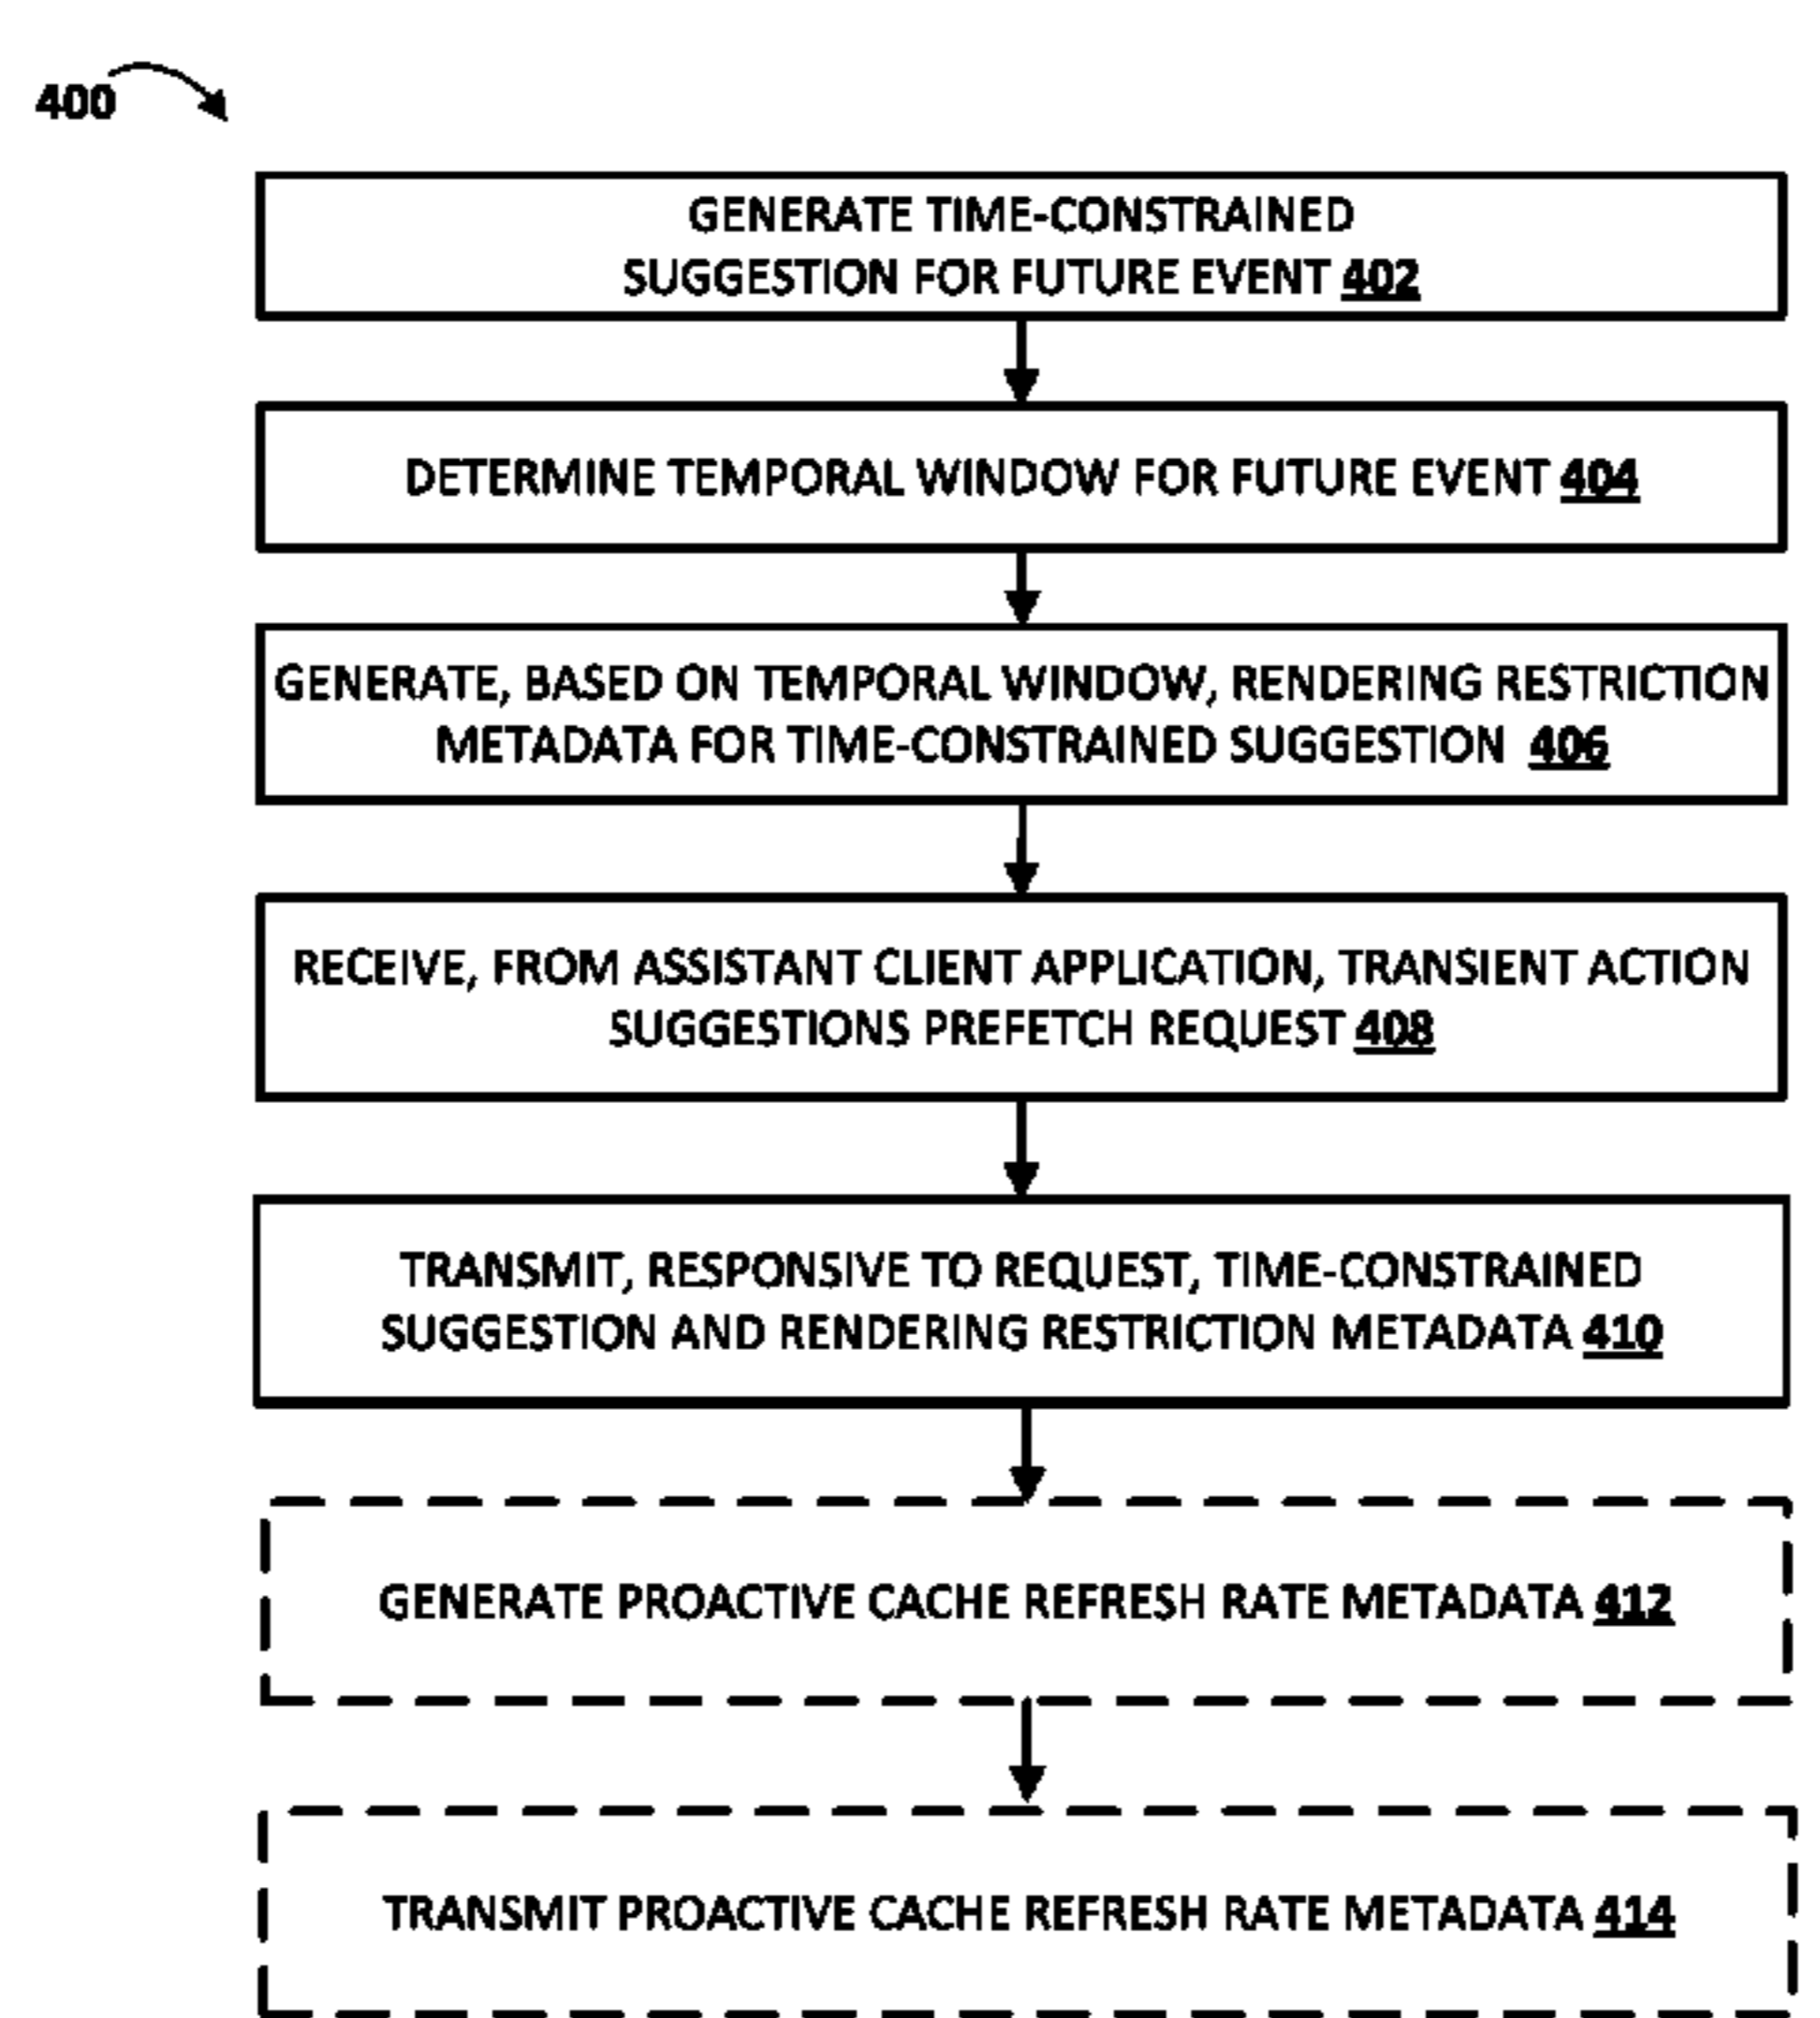 400
GENERATE TIME-CONSTRAINED
SUGGESTION FOR FUTURE EVENT 402
DETERMINE TEMPORAL WINDOW FOR FUTURE EVENT 404
GENERATE, BASED ON TEMPORAL WINDOW, RENDERING RESTRICTION
METADATA FOR TIME-CONSTRAINED SUGGESTION 406
RECEIVE, FROM ASSISTANT CLIENT APPLICATION, TRANSIENT ACTION
SUGGESTIONS PREFETCH REQUEST 408
TRANSMIT, RESPONSIVE TO REQUEST, TIME-CONSTRAINED
SUGGESTION AND RENDERING RESTRICTION METADATA 410
GENERATE PROACTIVE CACHE REFRESH RATE METADATA 412
TRANSMIT PROACTIVE CACHE REFRESH RATE METADATA 414